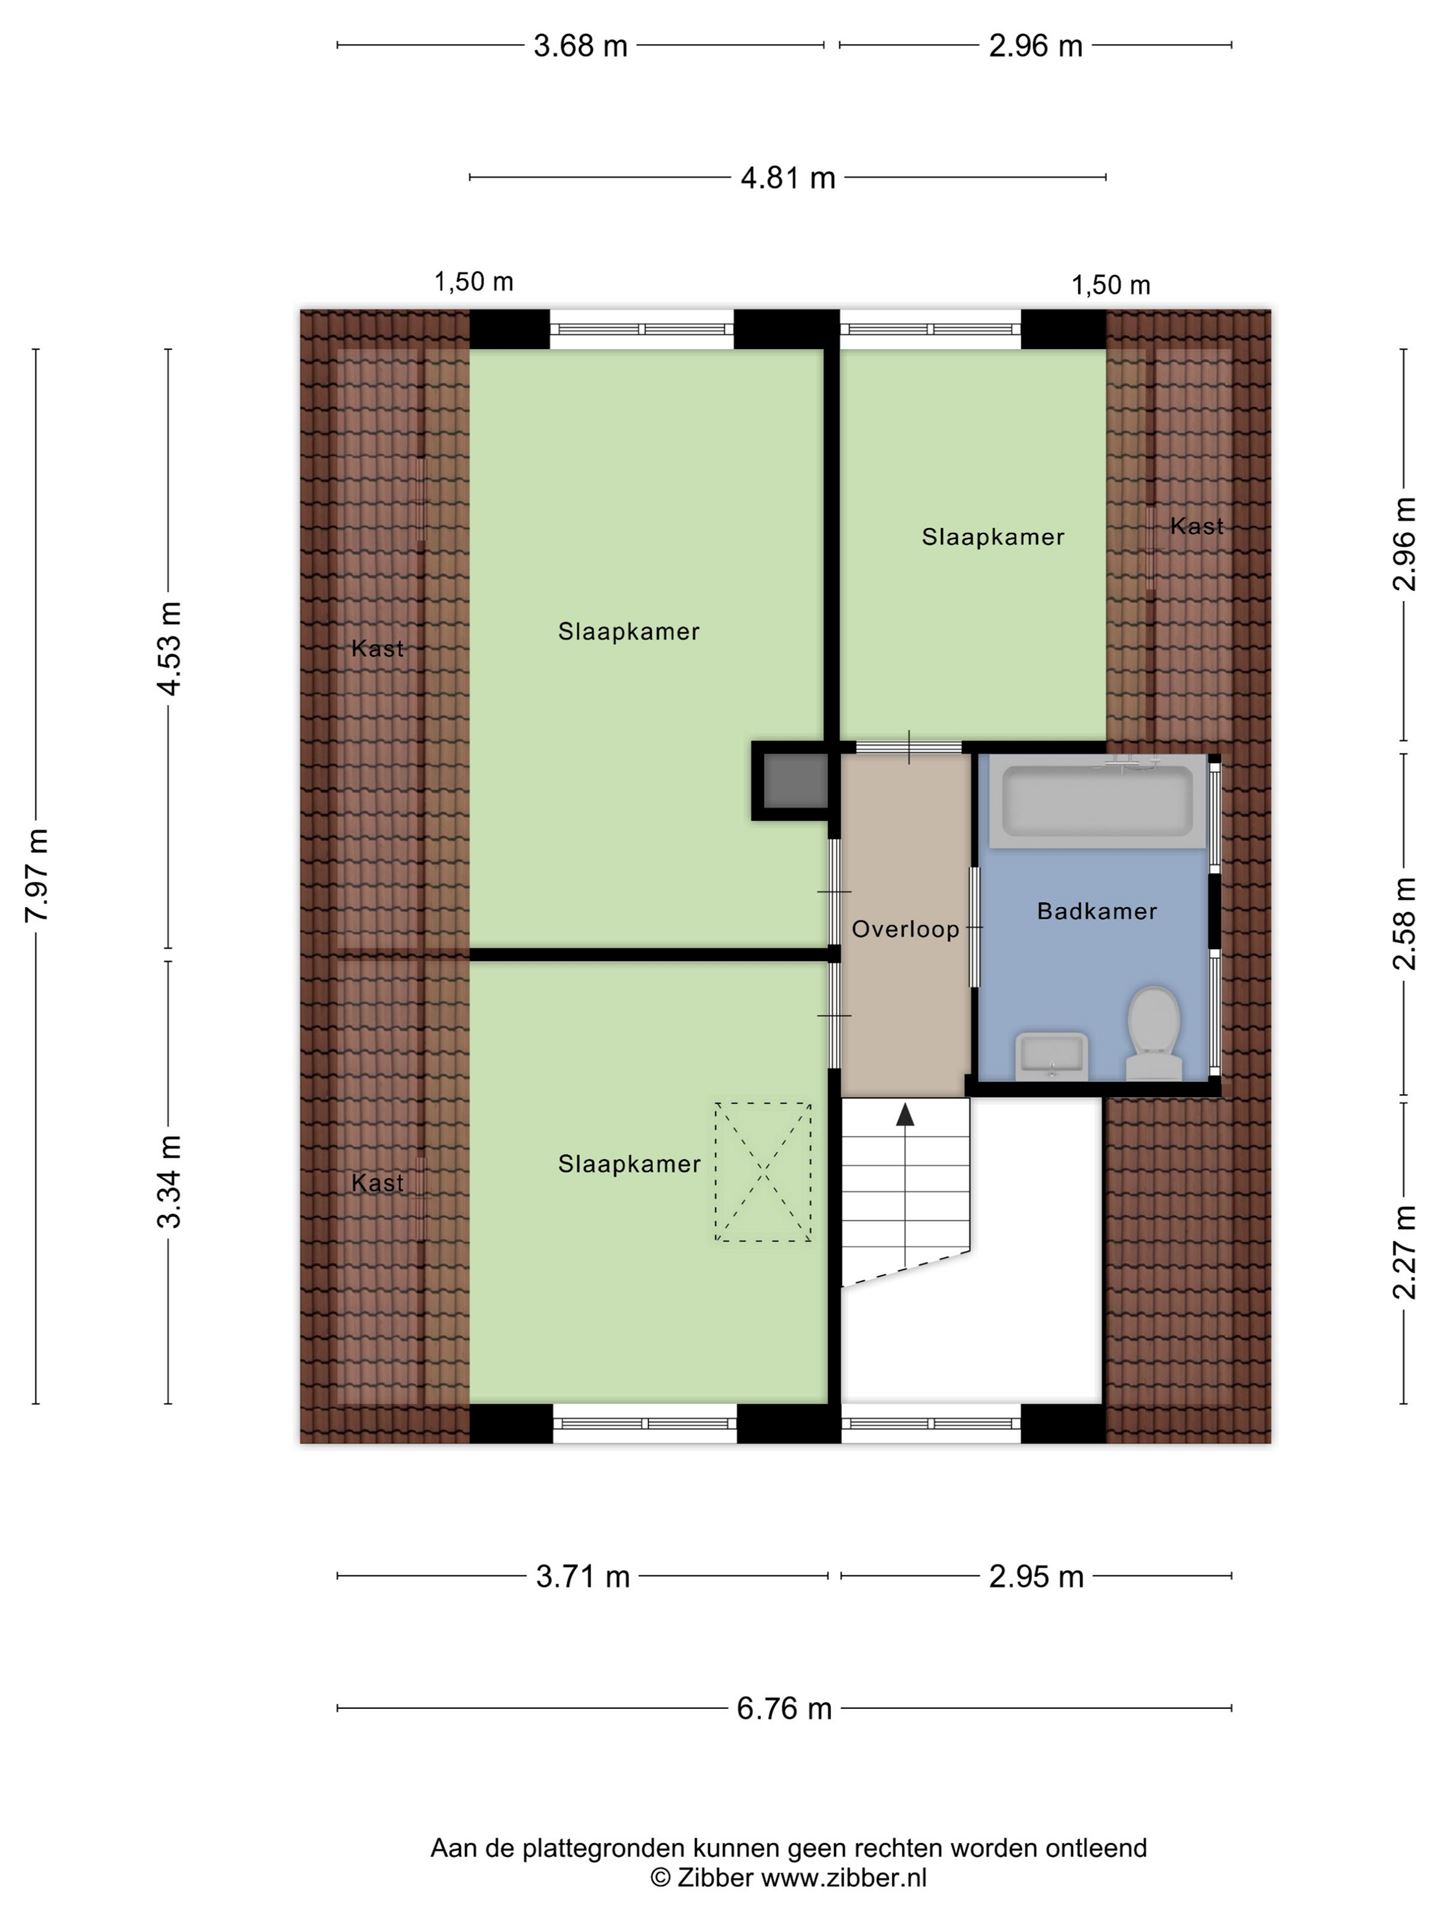 3.68 m
2.96 m
4.81 m
1,50 m
1,50 m
Slaapkamer
Kast
2.96 m
4.53 m
Slaapkamer
Kast
7.97 m
Badkamer
Overloop
2.58 m
Slaapkamer
Kast
3.34 m
2.27 m
3.71 m
2.95 m
6.76 m
Aan de plattegronden kunnen geen rechten worden ontleend
© Zibber www.zibber.nl